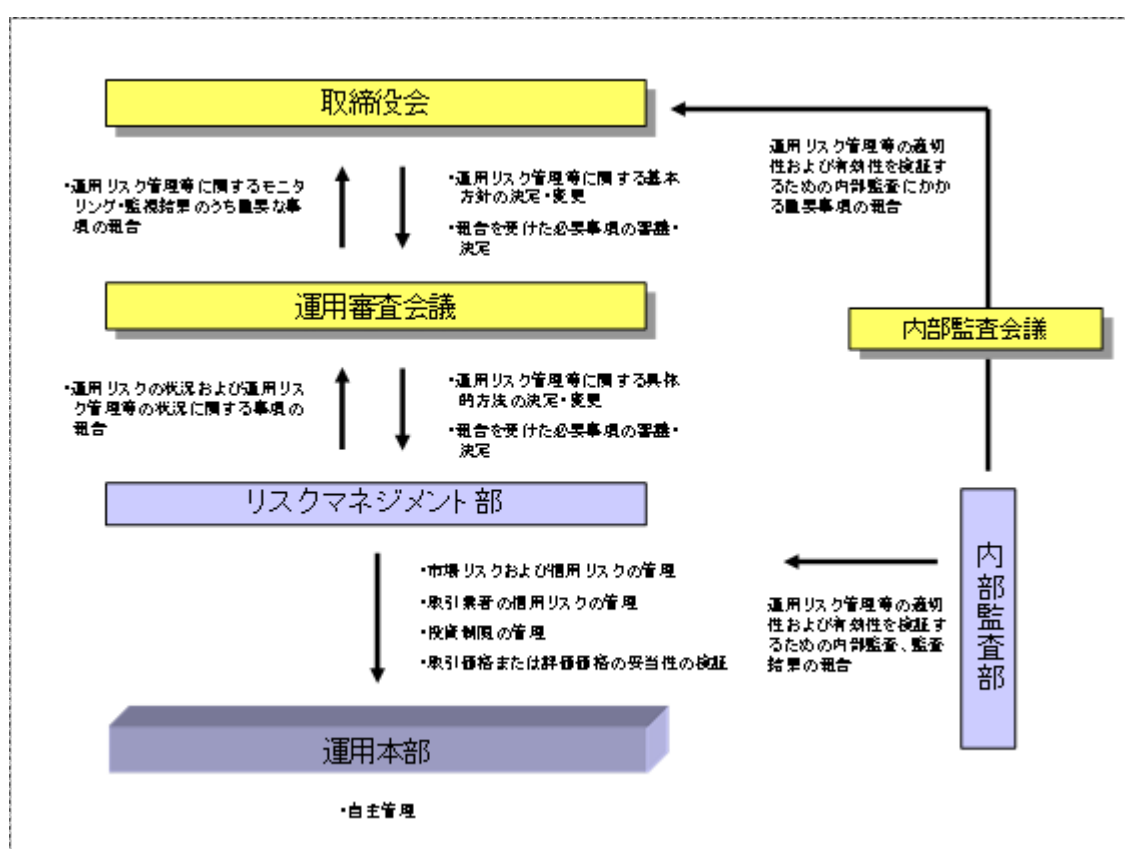 取締役会
・運用リスク管理等に関するモニタ
リング・監視結果のうち重要な事
項の報告
・運用リスク管理等に関する基本
方針の決定・変更
・報告を受けた必要事項の審議・
決定
運用リスク管理等の適切
性および有効性を検証す
るための内部監査にかか
る重要事項の報告
運用審査会議
内部監査会議
・運用リスクの状況および運用リス
ク管理等の状況に関する事項の
報告
・運用リスク管理等に関する具体
的方法の決定・変更
・報告を受けた必要事項の審議・
決定
リスクマネジメント部
・市場リスクおよび信用リスクの管理
・取引業者の信用リスクの管理
・投資制限の管理
・取引価格または評価価格の妥当性の検証
運用リスク管理等の適切
性および有効性を検証す
るための内部監査、監査
結果の報告
内部監査部
運用本部
・自主管理